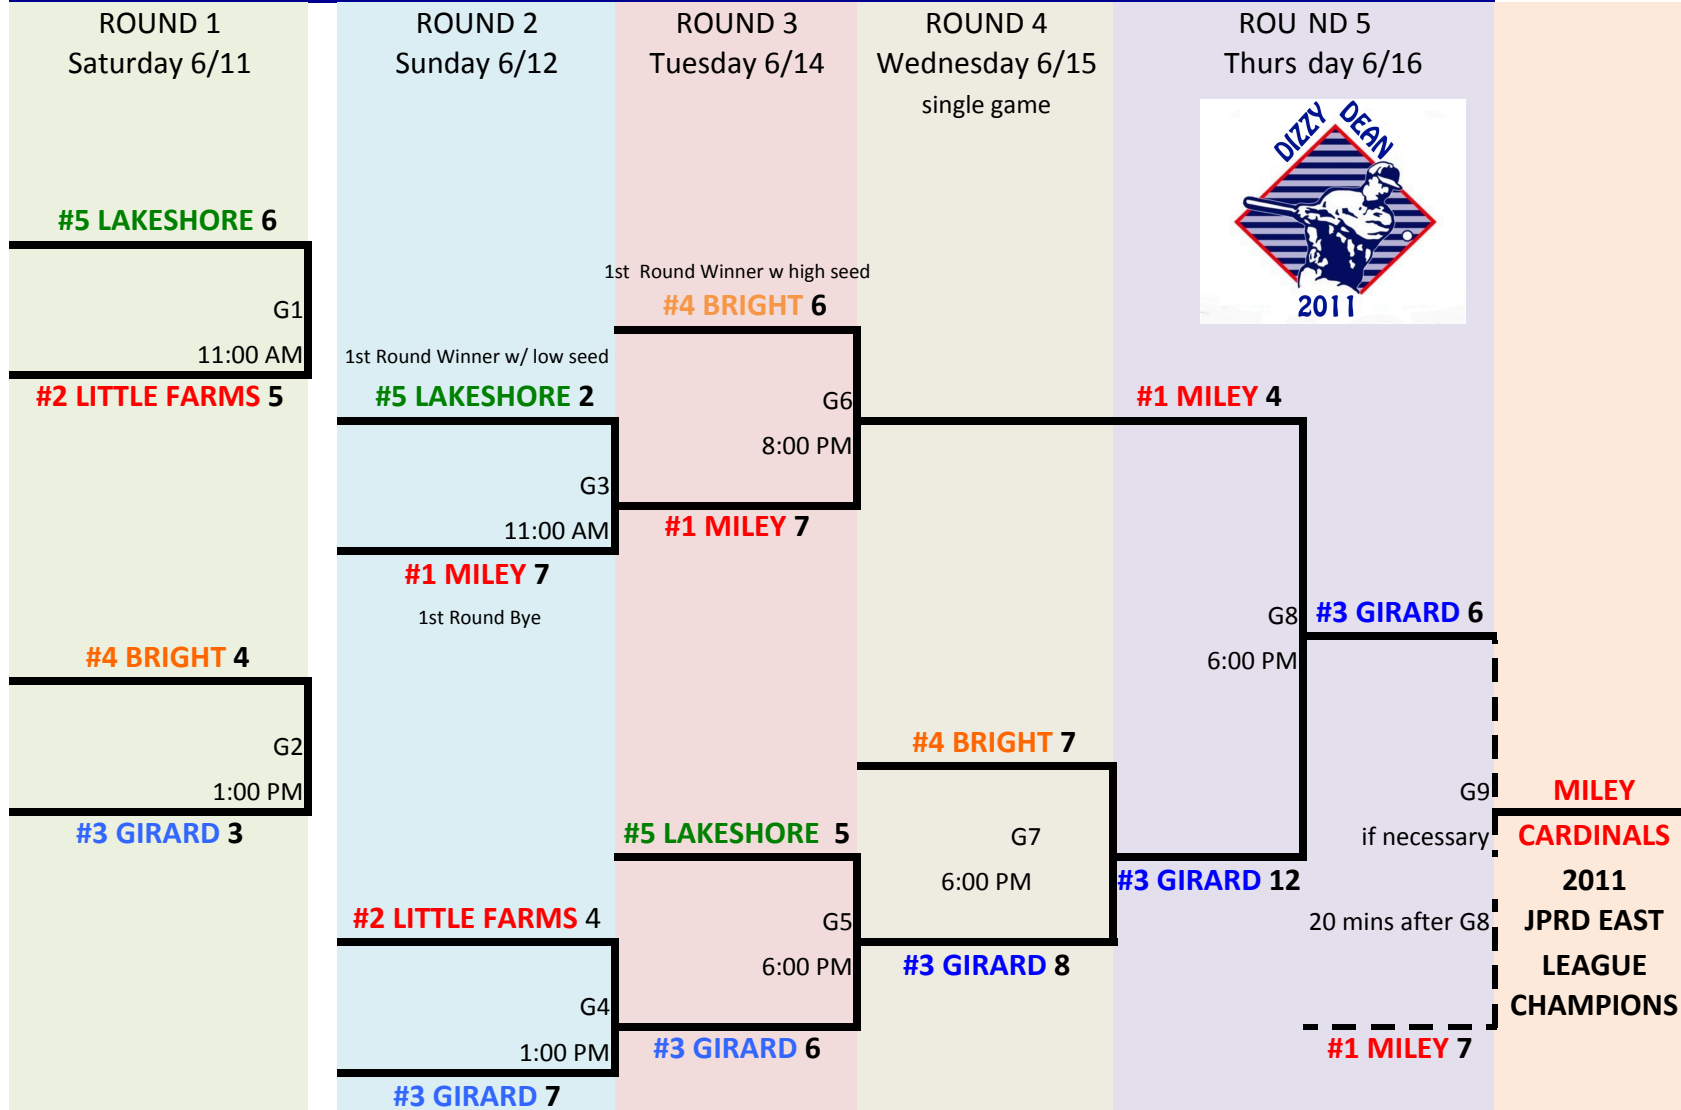 ROUND 1
Saturday 6/11
#5 LAKESHORE 6
G1
11:00 AM
#2 LITTLE FARMS 5
#4 BRIGHT 4
G2
1:00 PM
#3 GIRARD 3
ROUND 2
Sunday 6/12
1st Round Winner w/ low seed
#5 LAKESHORE 2
G3
11:00 AM
#1 MILEY 7
1st Round Bye
#2 LITTLE FARMS 4
G4
1:00 PM
#3 GIRARD 7
ROUND 3
Tuesday 6/14
1st Round Winner w high seed
#4 BRIGHT 6
G6
8:00 PM
#1 MILEY 7
#5 LAKESHORE 5
G5
6:00 PM
#3 GIRARD 6
ROUND 4
Wednesday 6/15
single game
#4 BRIGHT 7
G7
6:00 PM
#3 GIRARD 8
ROU ND 5
Thurs day 6/16
DIZZY DEAN
2011
#1 MILEY 4
G8
6:00 PM
#3 GIRARD 12
#3 GIRARD 6
G9
if necessary
20 mins after G8
#1 MILEY 7
MILEY
CARDINALS
2011
JPRD EAST
LEAGUE
CHAMPIONS